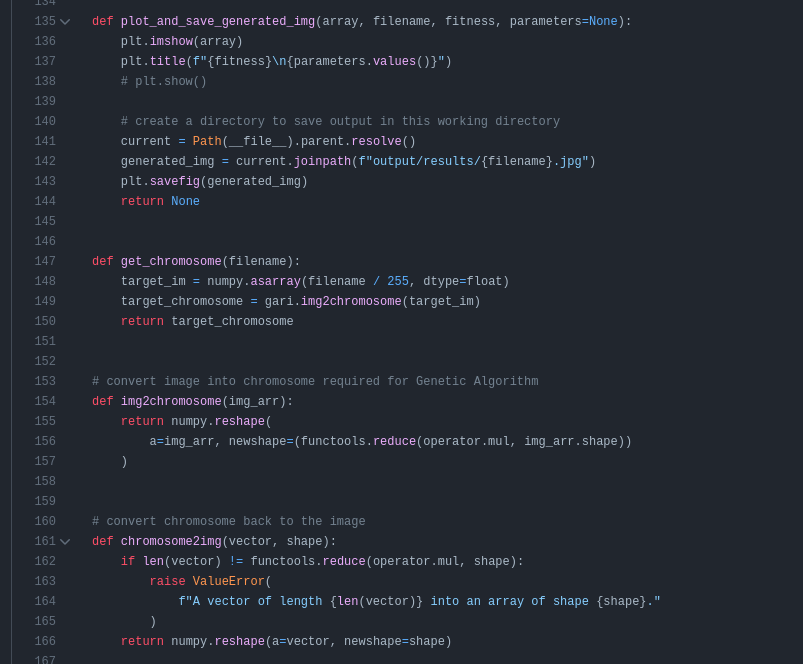 134
135 def plot_and_save_generated_img(array, filename, fitness, parameters=None):
136 plt.imshow(array)
137 plt.title(f"{fitness}\n{parameters.values()}")
138 # plt.show()
139
140 # create a directory to save output in this working directory
141 current = Path(__file__).parent.resolve()
142 generated_img = current.joinpath(f"output/results/{filename}.jpg")
143 plt.savefig(generated_img)
144 return None
145
146
147 def get_chromosome(filename):
148 target_im = numpy.asarray(filename / 255, dtype=float)
149 target_chromosome = gari.img2chromosome(target_im)
150 return target_chromosome
151
152
153 # convert image into chromosome required for Genetic Algorithm
154 def img2chromosome(img_arr):
155 return numpy.reshape(
156 a=img_arr, newshape=(functools.reduce(operator.mul, img_arr.shape))
157 )
158
159
160 # convert chromosome back to the image
161 def chromosome2img(vector, shape):
162 if len(vector) != functools.reduce(operator.mul, shape):
163 raise ValueError(
164 f"A vector of length {len(vector)} into an array of shape {shape}."
165 )
166 return numpy.reshape(a=vector, newshape=shape)
167